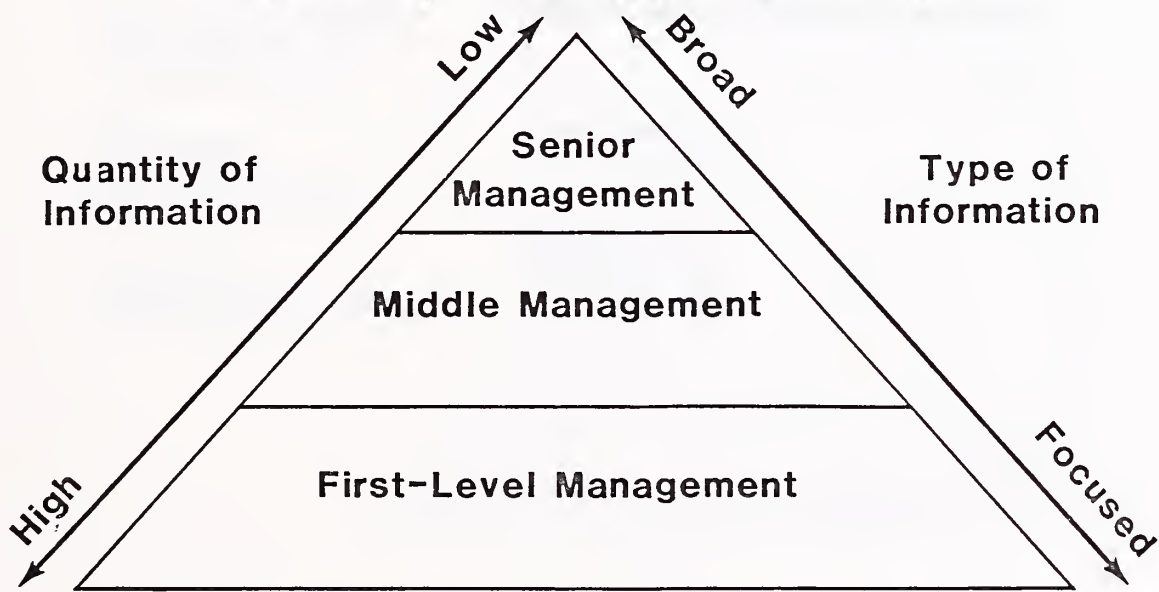 Low
Broad
Quantity of
Information
Senior
Management
Type of
Information
Middle Management
First-Level Management
High
Focused